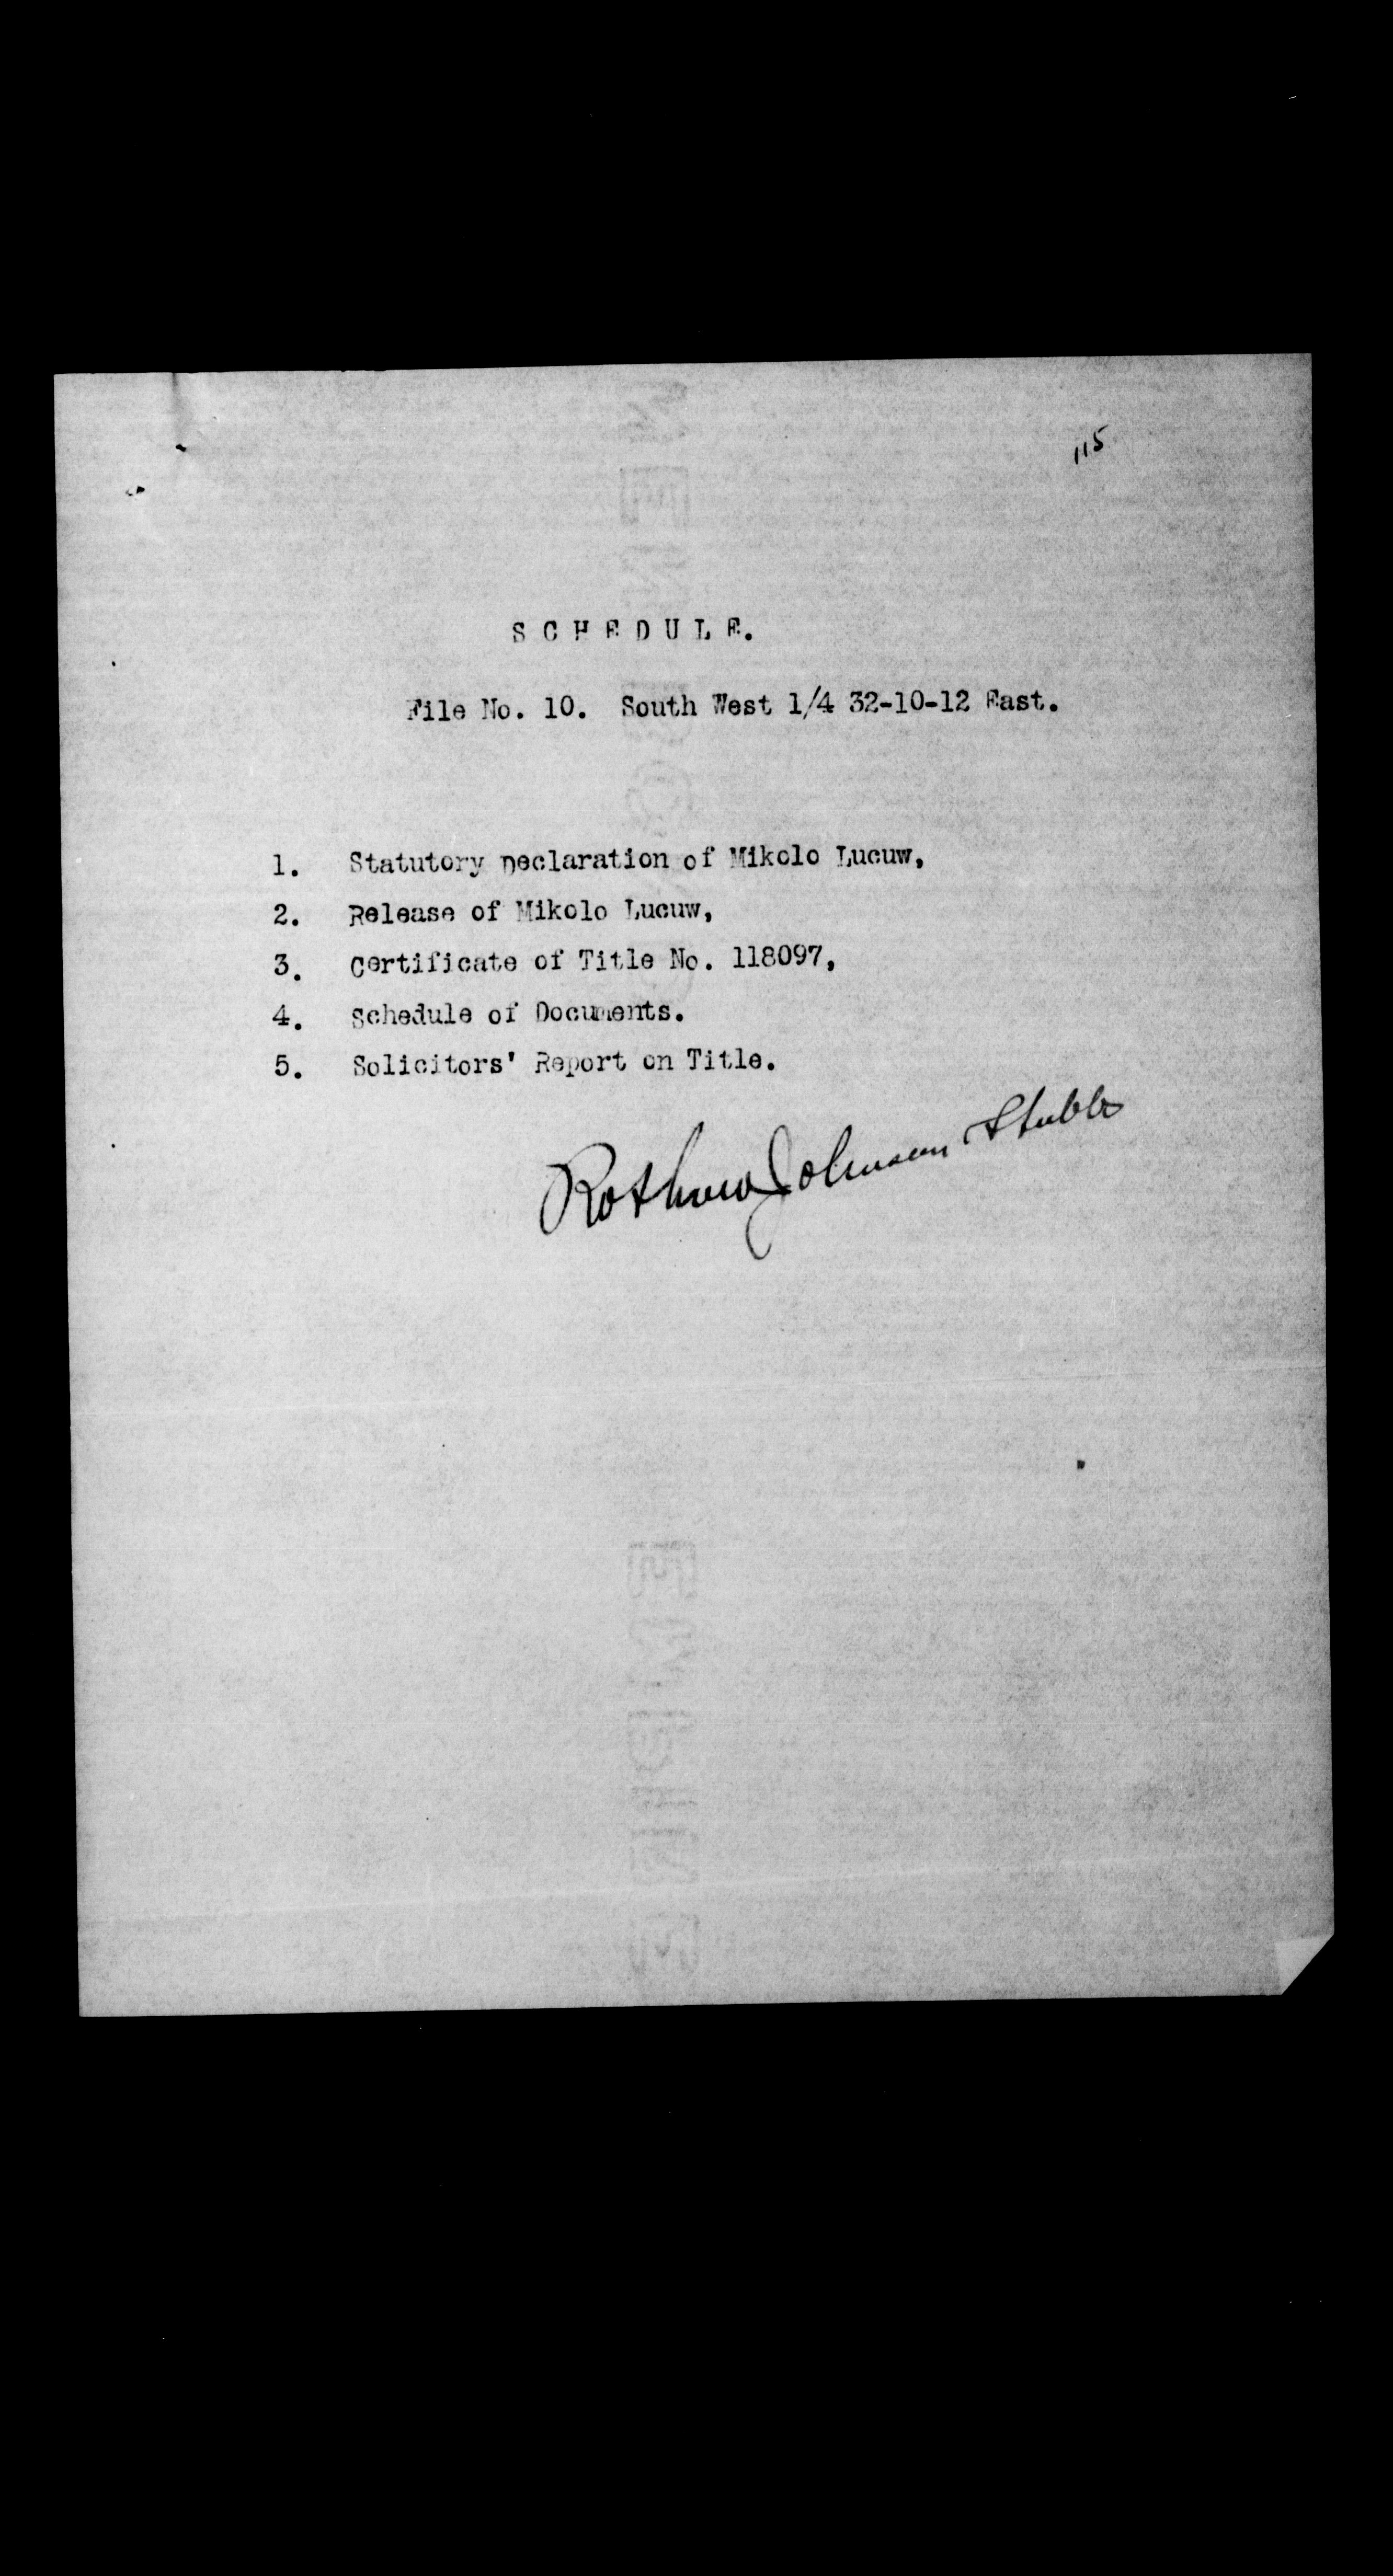 115
S C H E D U L E.
File No. 10. South West 1/4 32-10-12 East.
1. Statutory Declaration of Mikolo Lucuw,
2. Release of Mikolo Lucuw,
3. Certificate of Title No. 118097,
4. Schedule of Documents.
5. Solicitors' Report on Title.
Johnson Stubbs